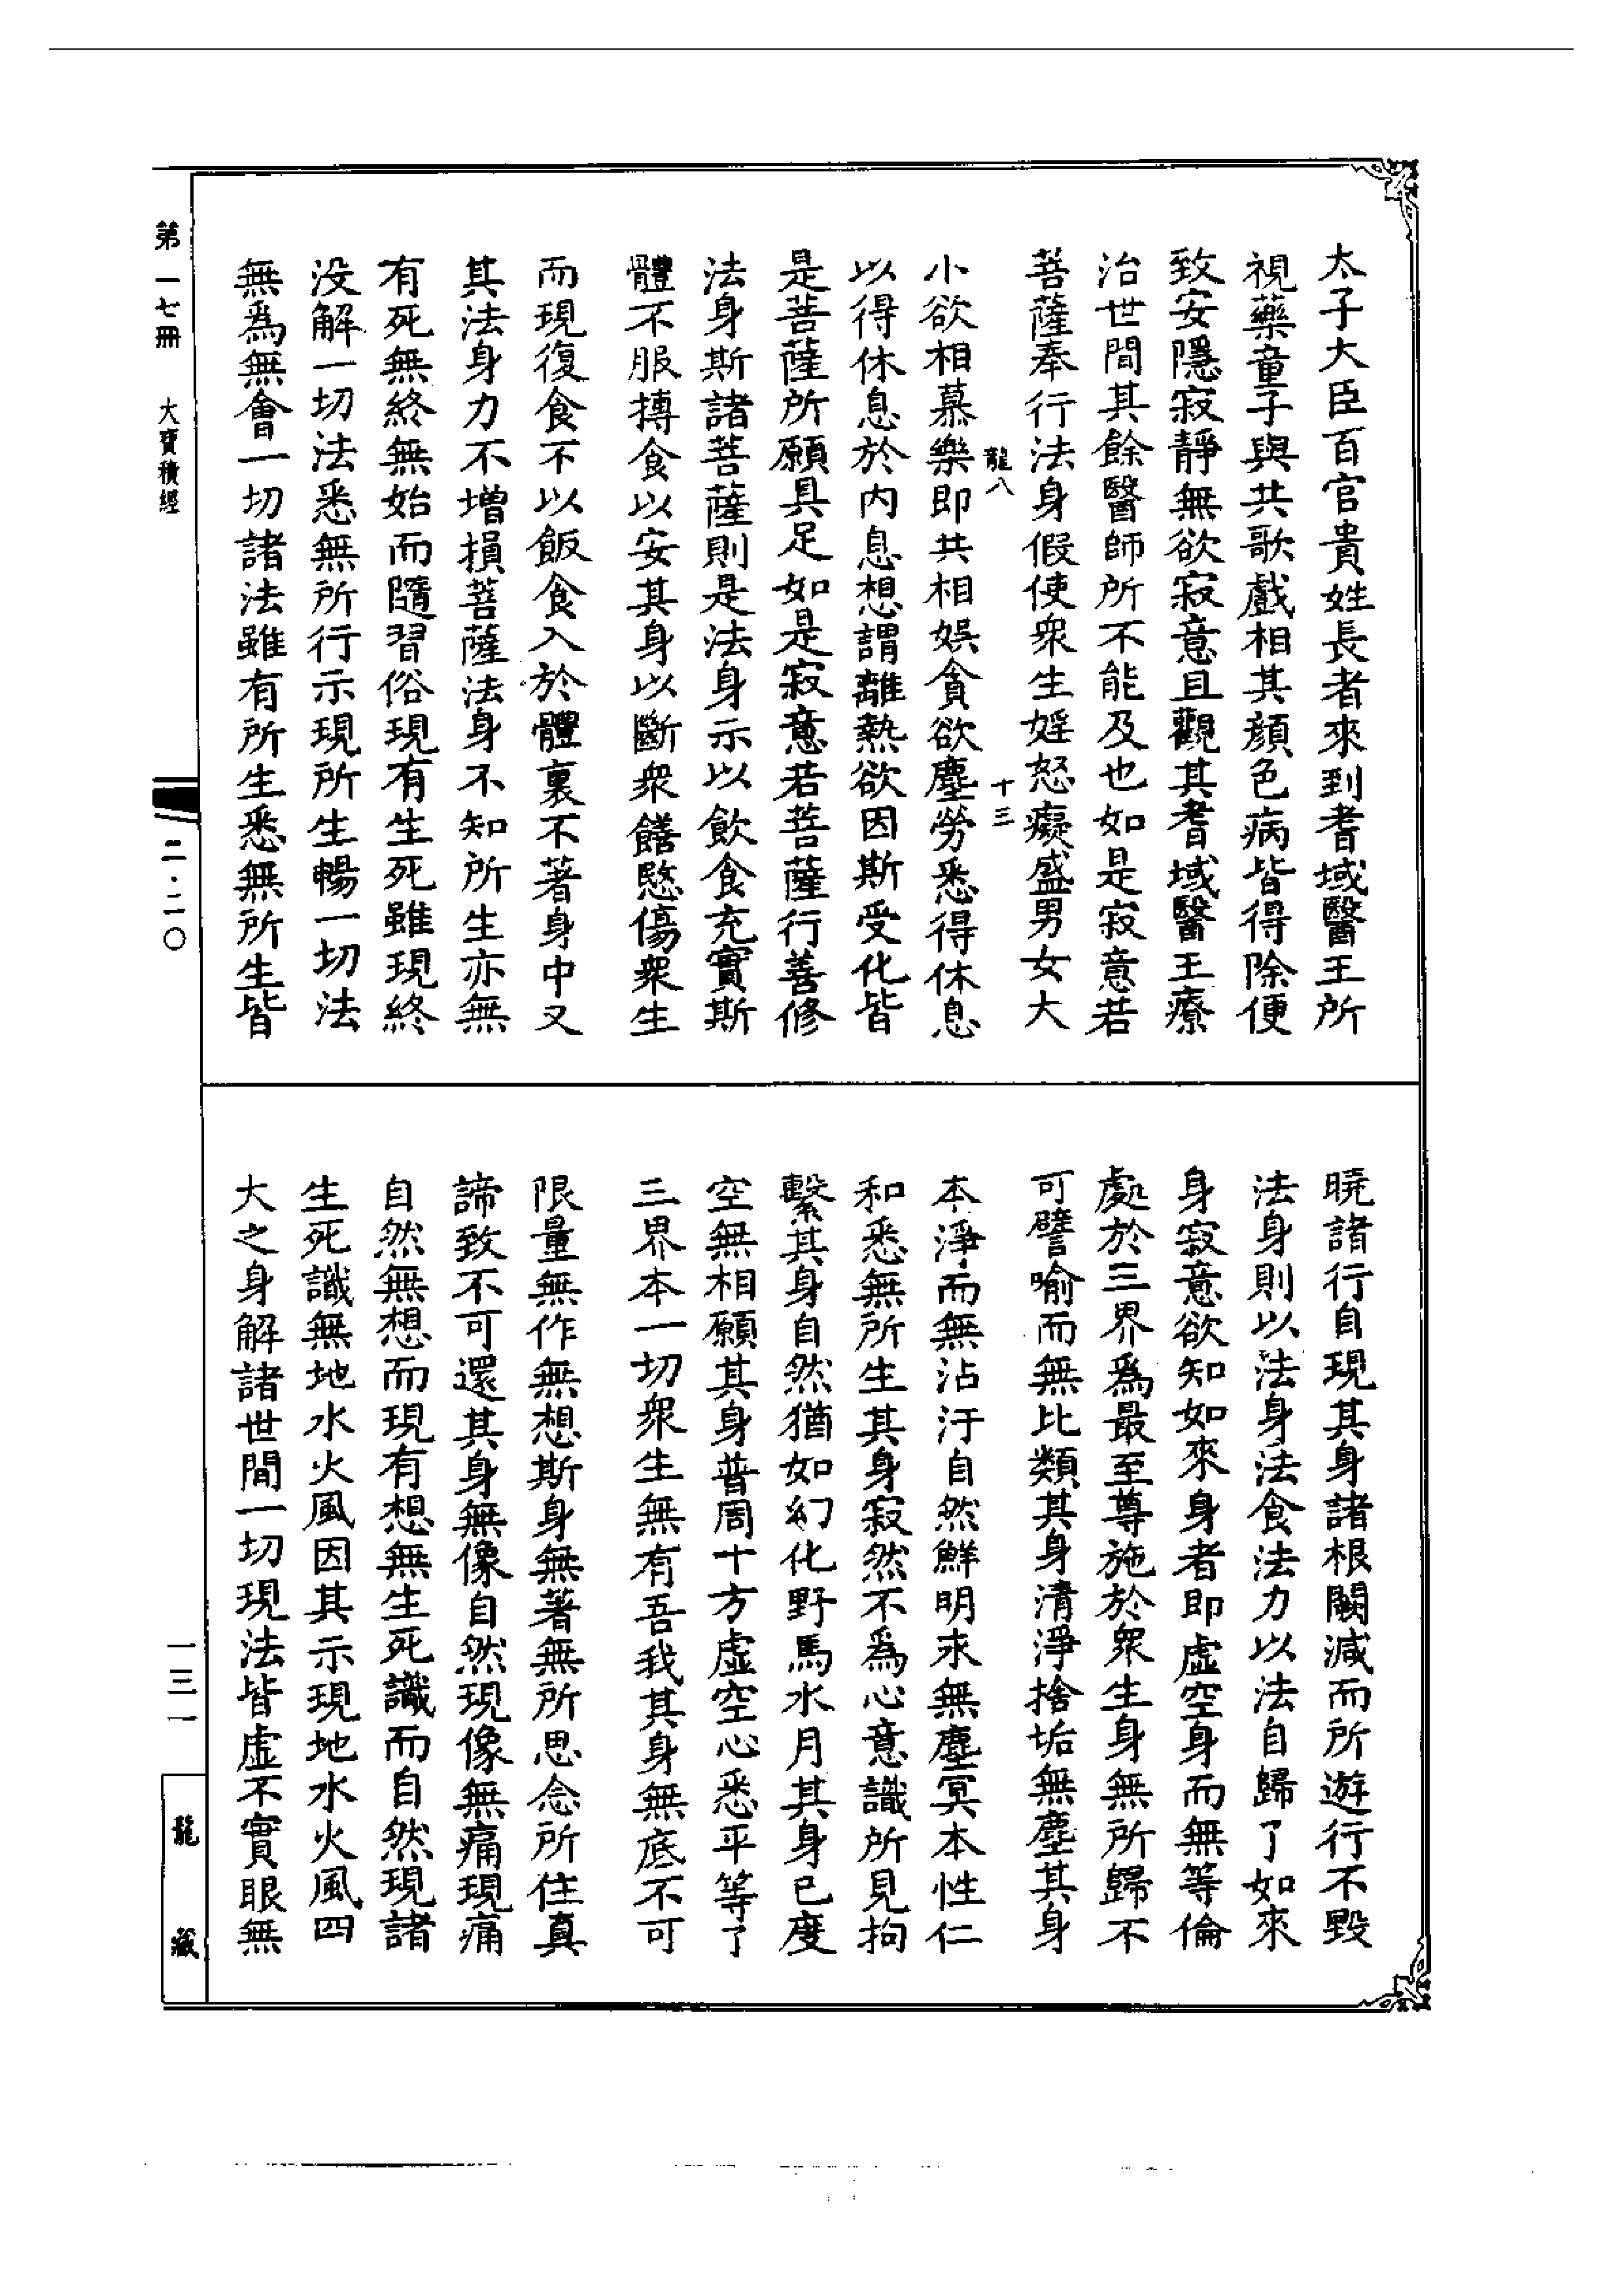 太子大臣百官貴姓長者來到耆域醫王所
視藥童子與共歌戲相其顏色病皆得除便
致安隱寂靜無欲寂意且觀其耆域醫王療
治世間其餘醫師所不能及也如是寂意若
菩薩奉行法身假使眾生婬怒癡盛男女大
龍八 十三
小欲相慕樂即共相娛貪欲塵勞悉得休息
以得休息於內息想謂離熱欲因斯受化皆
是菩薩所願具足如是寂意若菩薩行善修
法身斯諸菩薩則是法身示以飲食充實斯
體不服摶食以安其身以斷眾饍愍傷眾生
而現復食不以飯食入於體裏不著身中又
其法身力不增損菩薩法身不知所生亦無
有死無終無始而隨習俗現有生死雖現終
没解一切法悉無所行示現所生暢一切法
無為無會一切諸法雖有所生悉無所生皆
曉諸行自現其身諸根闕減而所遊行不毀
法身則以法身法食法力以法自歸了如來
身寂意欲知如來身者即虛空身而無等倫
處於三界為最至尊施於眾生身無所歸不
可譬喻而無比類其身清淨捨垢無塵其身
本淨而無沾汙自然鮮明求無塵冥本性仁
和悉無所生其身寂然不為心意識所見拘
繫其身自然猶如幻化野馬水月其身已度
空無相願其身普周十方虛空心悉平等了
三界本一切眾生無有吾我其身無底不可
限量無作無想斯身無著無所思念所住真
諦致不可還其身無像自然現像無痛現痛
自然無想而現有想無生死識而自然現諸
生死識無地水火風因其示現地水火風四
大之身解諸世間一切現法皆虛不實眼無
第一七冊 大寶積經
二·二〇
一三一
龍藏